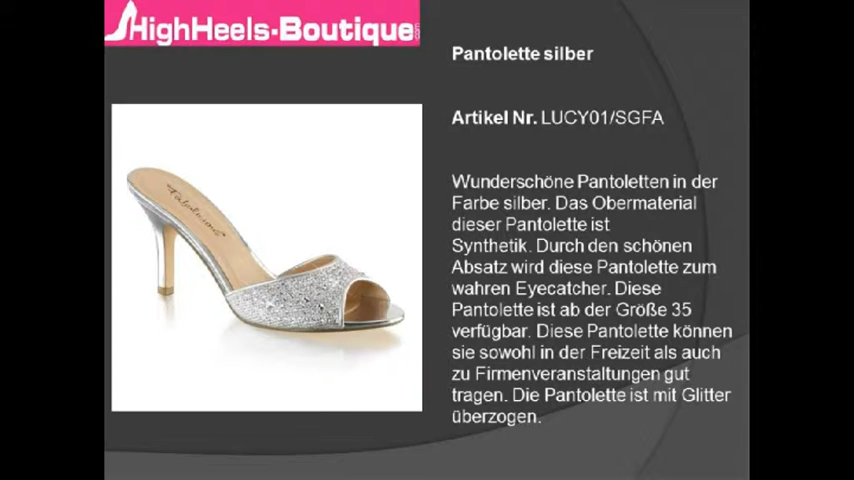 HighHeels-Boutique
Pantolette silber
Artikel Nr. LUCY01/SGFA
Fabulicious
Wunderschöne Pantoletten in der
Farbe silber. Das Obermaterial
dieser Pantolette ist
Synthetik. Durch den schönen
Absatz wird diese Pantolette zum
wahren Eyecatcher. Diese
Pantolette ist ab der Größe 35
verfügbar. Diese Pantolette können
sie sowohl in der Freizeit als auch
zu Firmenveranstaltungen gut
tragen. Die Pantolette ist mit Glitter
überzogen.